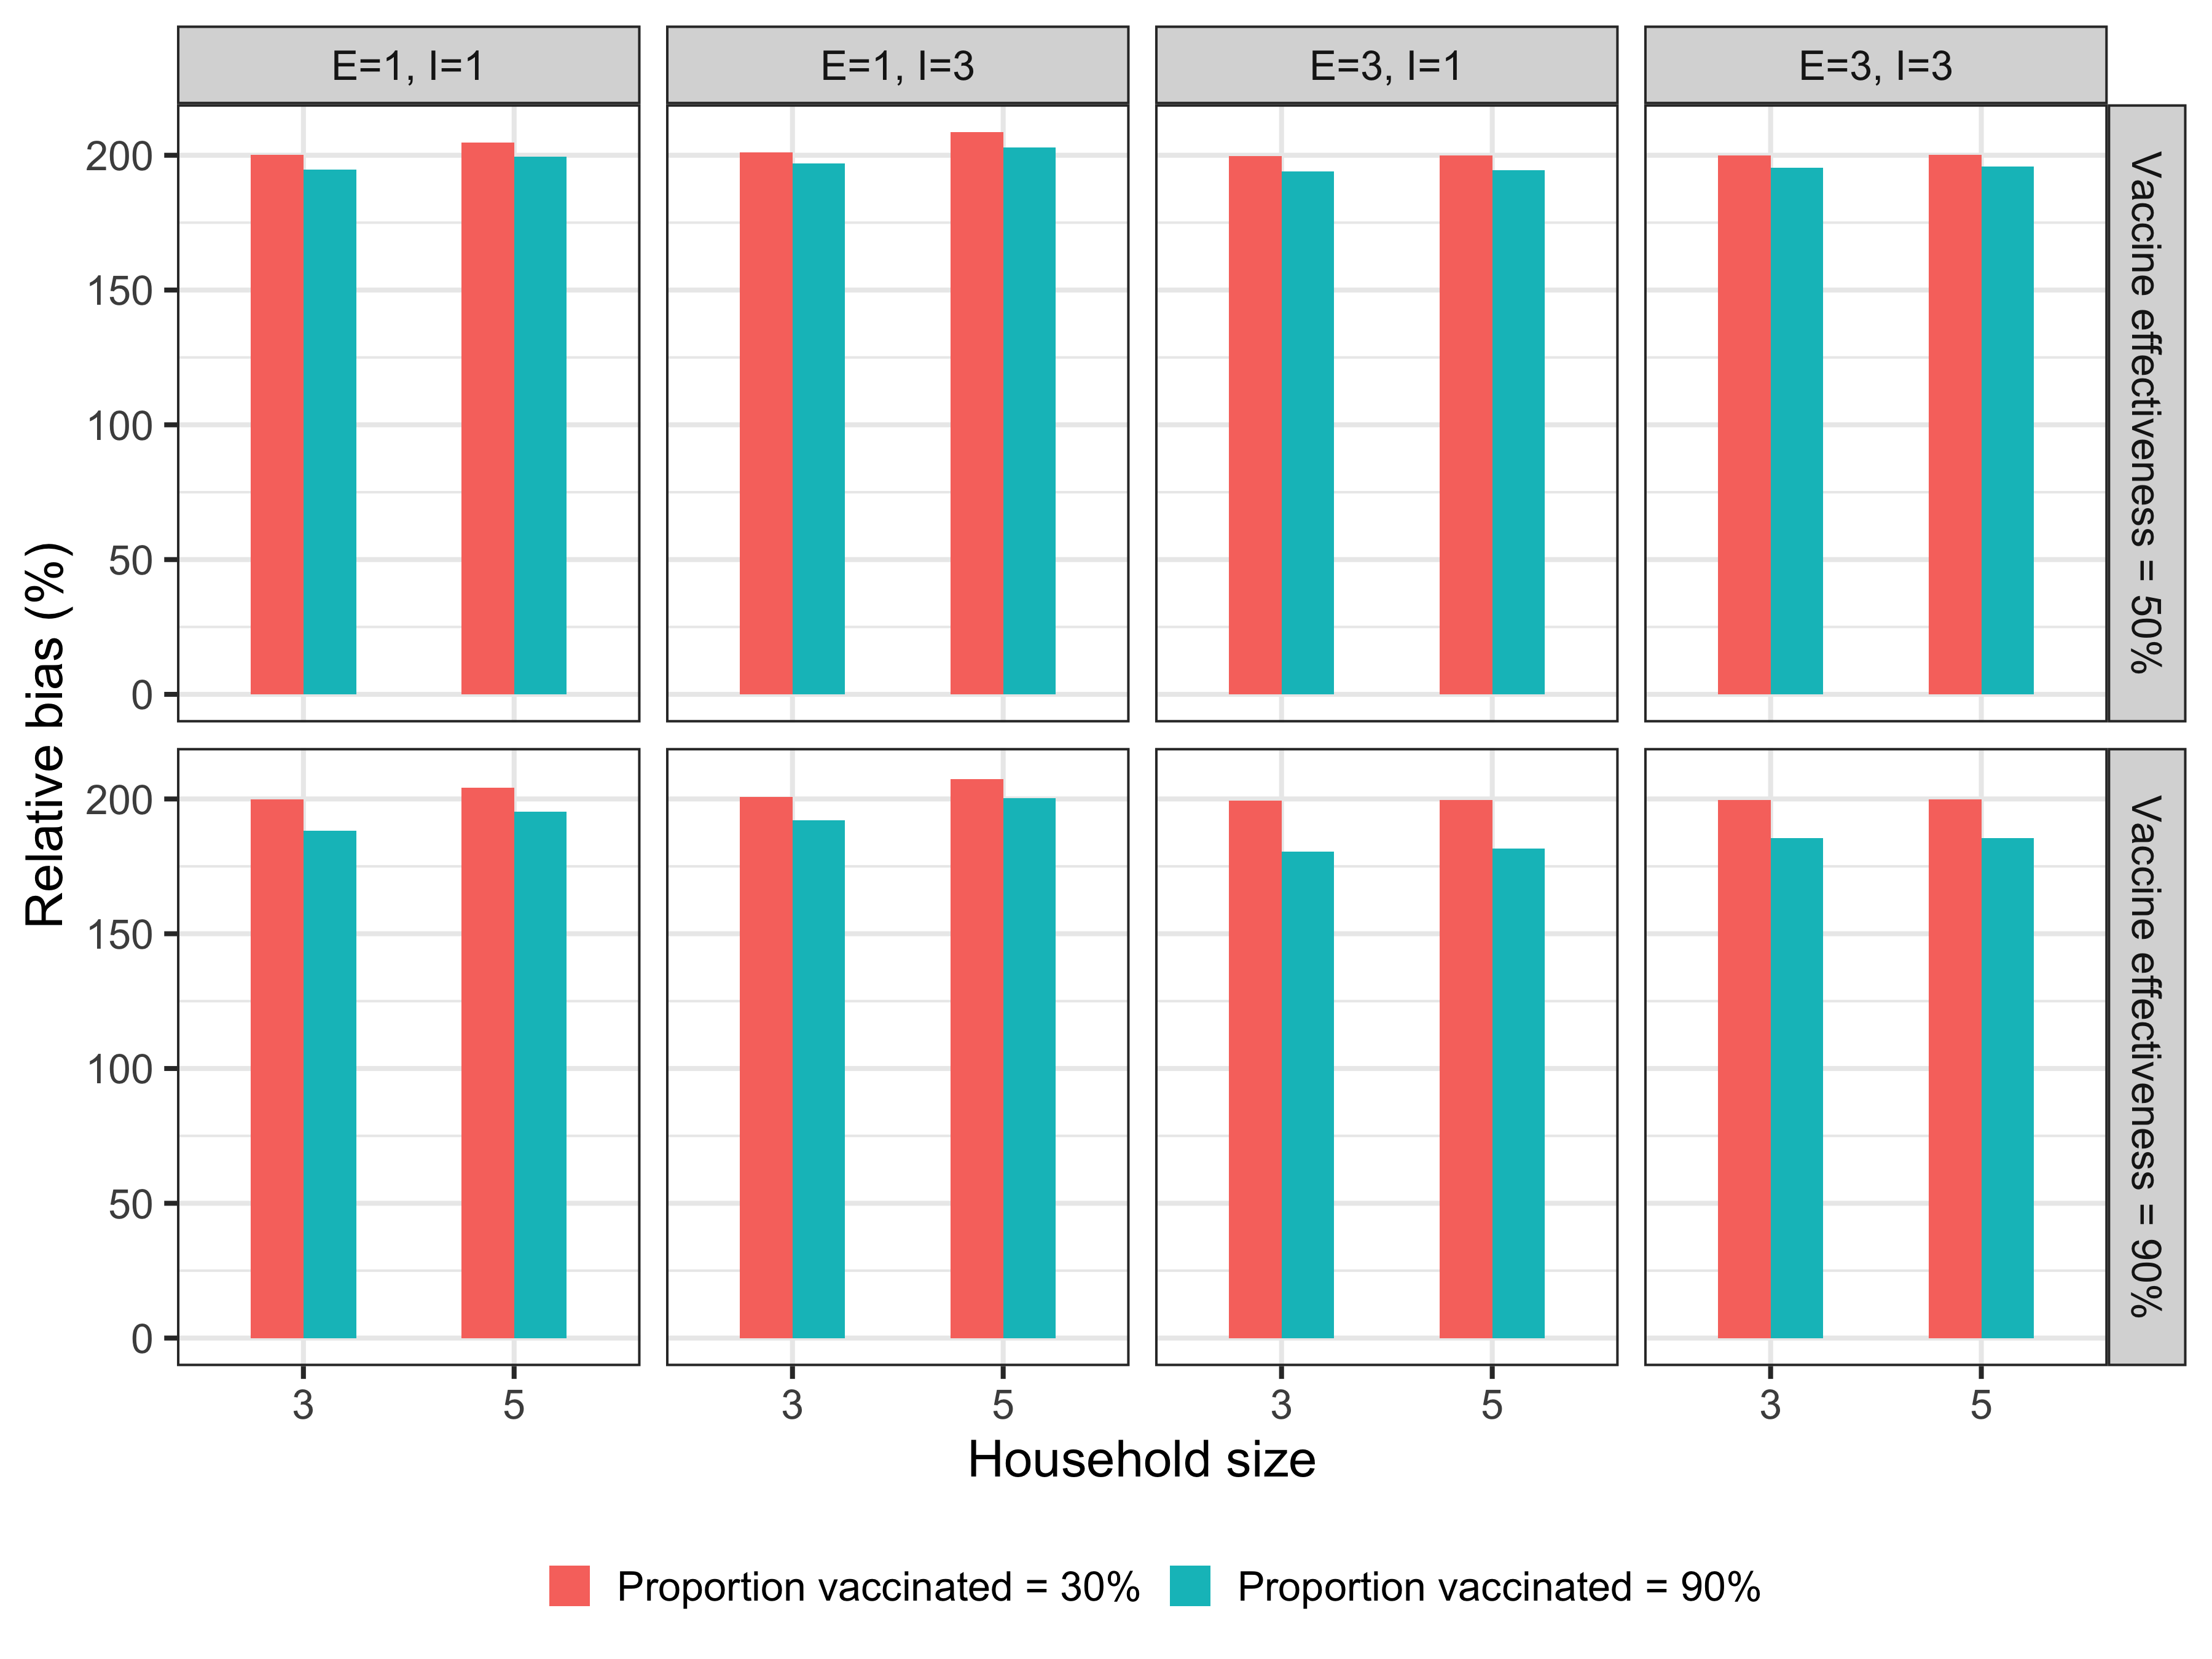 E=1, I=1
E=1, I=3
E=3, I=1
E=3, I=3
200
150
100
50
0
Vaccine effectiveness = 50%
Relative bias (%)
200
150
100
50
0
Vaccine effectiveness = 90%
3 5 3 5 3 5 3 5
Household size
Proportion vaccinated = 30% Proportion vaccinated = 90%